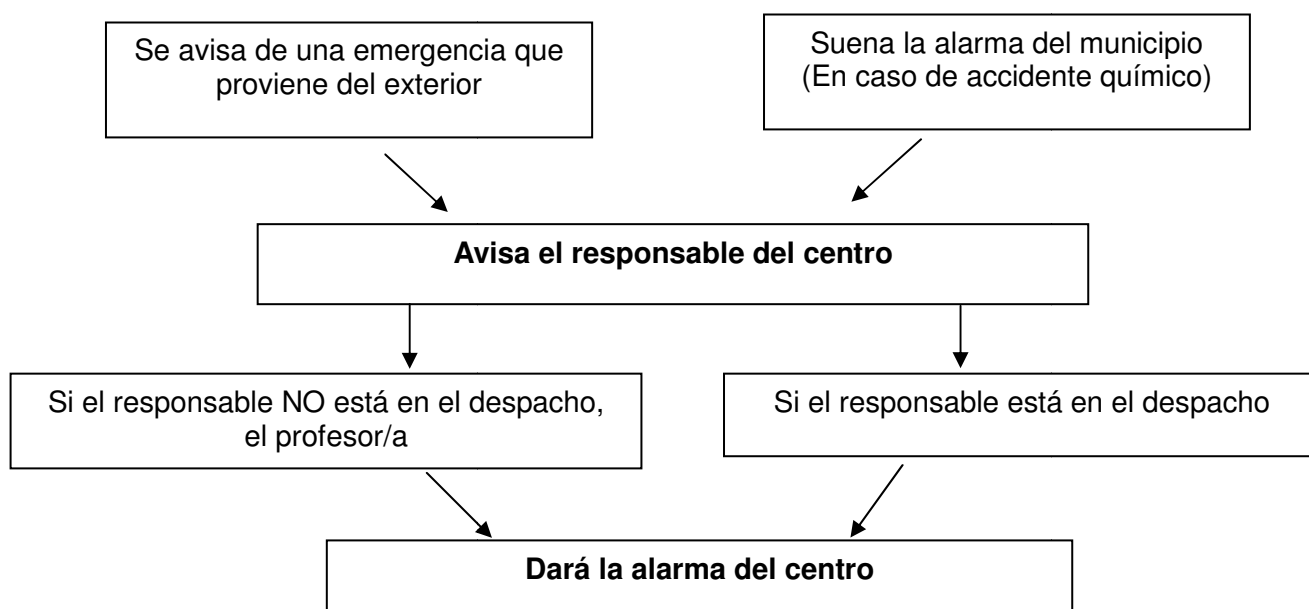 Se avisa de una emergencia que
proviene del exterior
Suena la alarma del municipio
(En caso de accidente químico)
Avisa el responsable del centro
Si el responsable NO está en el despacho,
el profesor/a
Si el responsable está en el despacho
Dará la alarma del centro